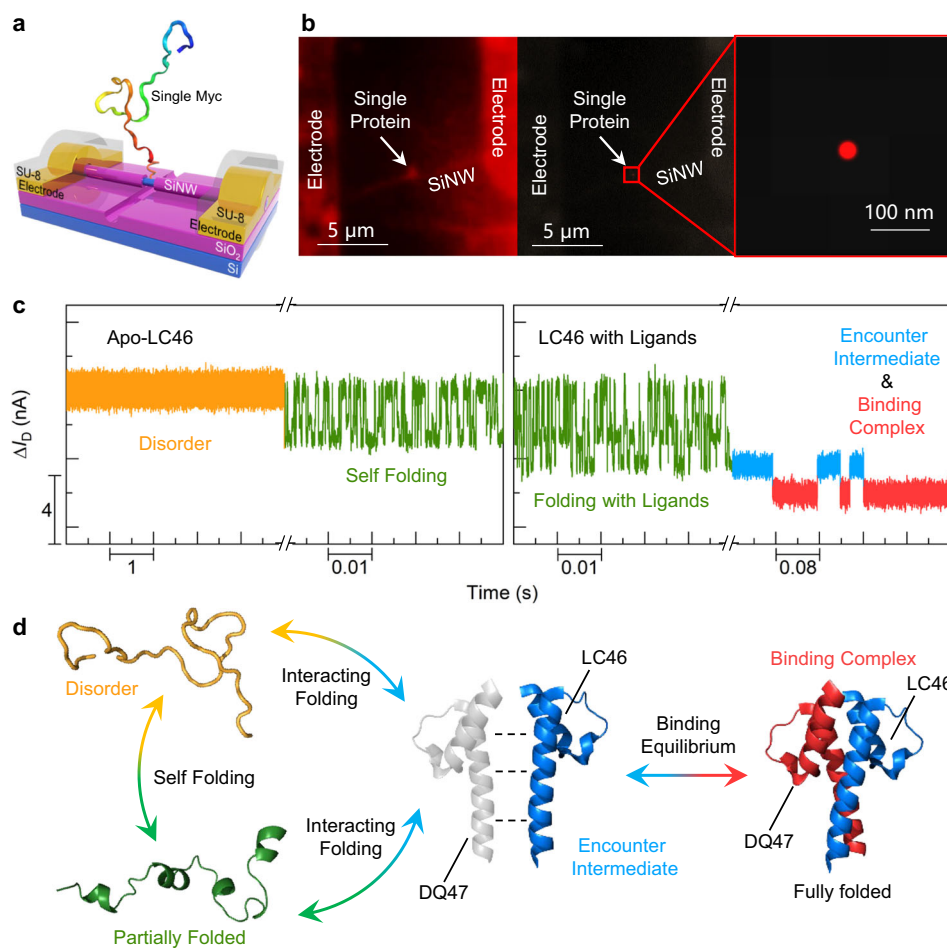 a
Single Myc
SU-8
Electrode
SiNW
SU-8
Electrode
SiO2
Si
b
Electrode
Single
Protein
SiNW
Electrode
5 µm
Electrode
Single
Protein
SiNW
Electrode
5 µm
100 nm
c
Apo-LC46
Disorder
Self Folding
LC46 with Ligands
Folding with Ligands
Encounter
Intermediate
&
Binding
Complex
ΔID (nA)
4
1
0.01
0.01
0.08
Time (s)
d
Disorder
Self Folding
Partially Folded
Interacting
Folding
Interacting
Folding
LC46
DQ47
Encounter
Intermediate
Binding
Equilibrium
Binding Complex
LC46
DQ47
Fully folded